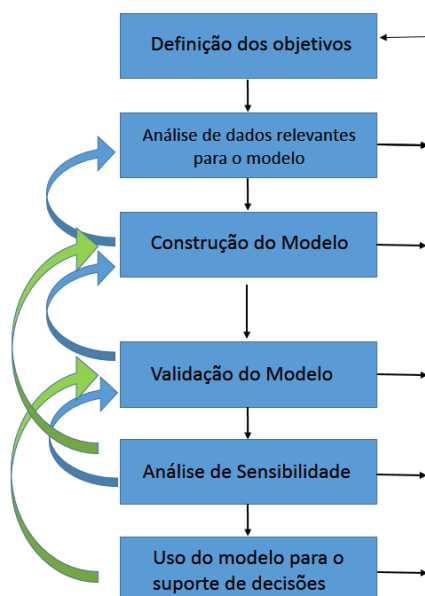 Definição dos objetivos
Análise de dados relevantes
para o modelo
Construção do Modelo
Validação do Modelo
Análise de Sensibilidade
Uso do modelo para o
suporte de decisões